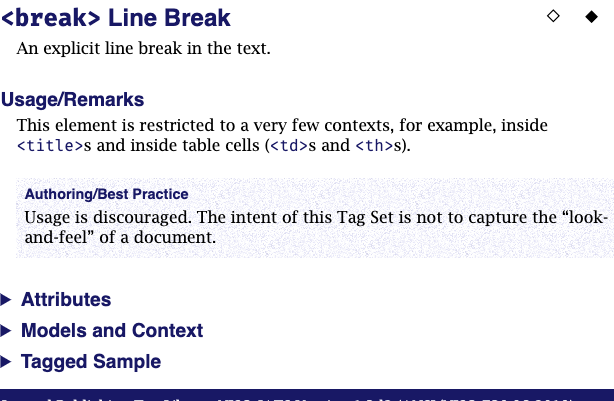 <break> Line Break
An explicit line break in the text.
Usage/Remarks
This element is restricted to a very few contexts, for example, inside
<title>s and inside table cells (<td>s and <th>s).
Authoring/Best Practice
Usage is discouraged. The intent of this Tag Set is not to capture the “look-
and-feel” of a document.
Attributes
Models and Context
Tagged Sample